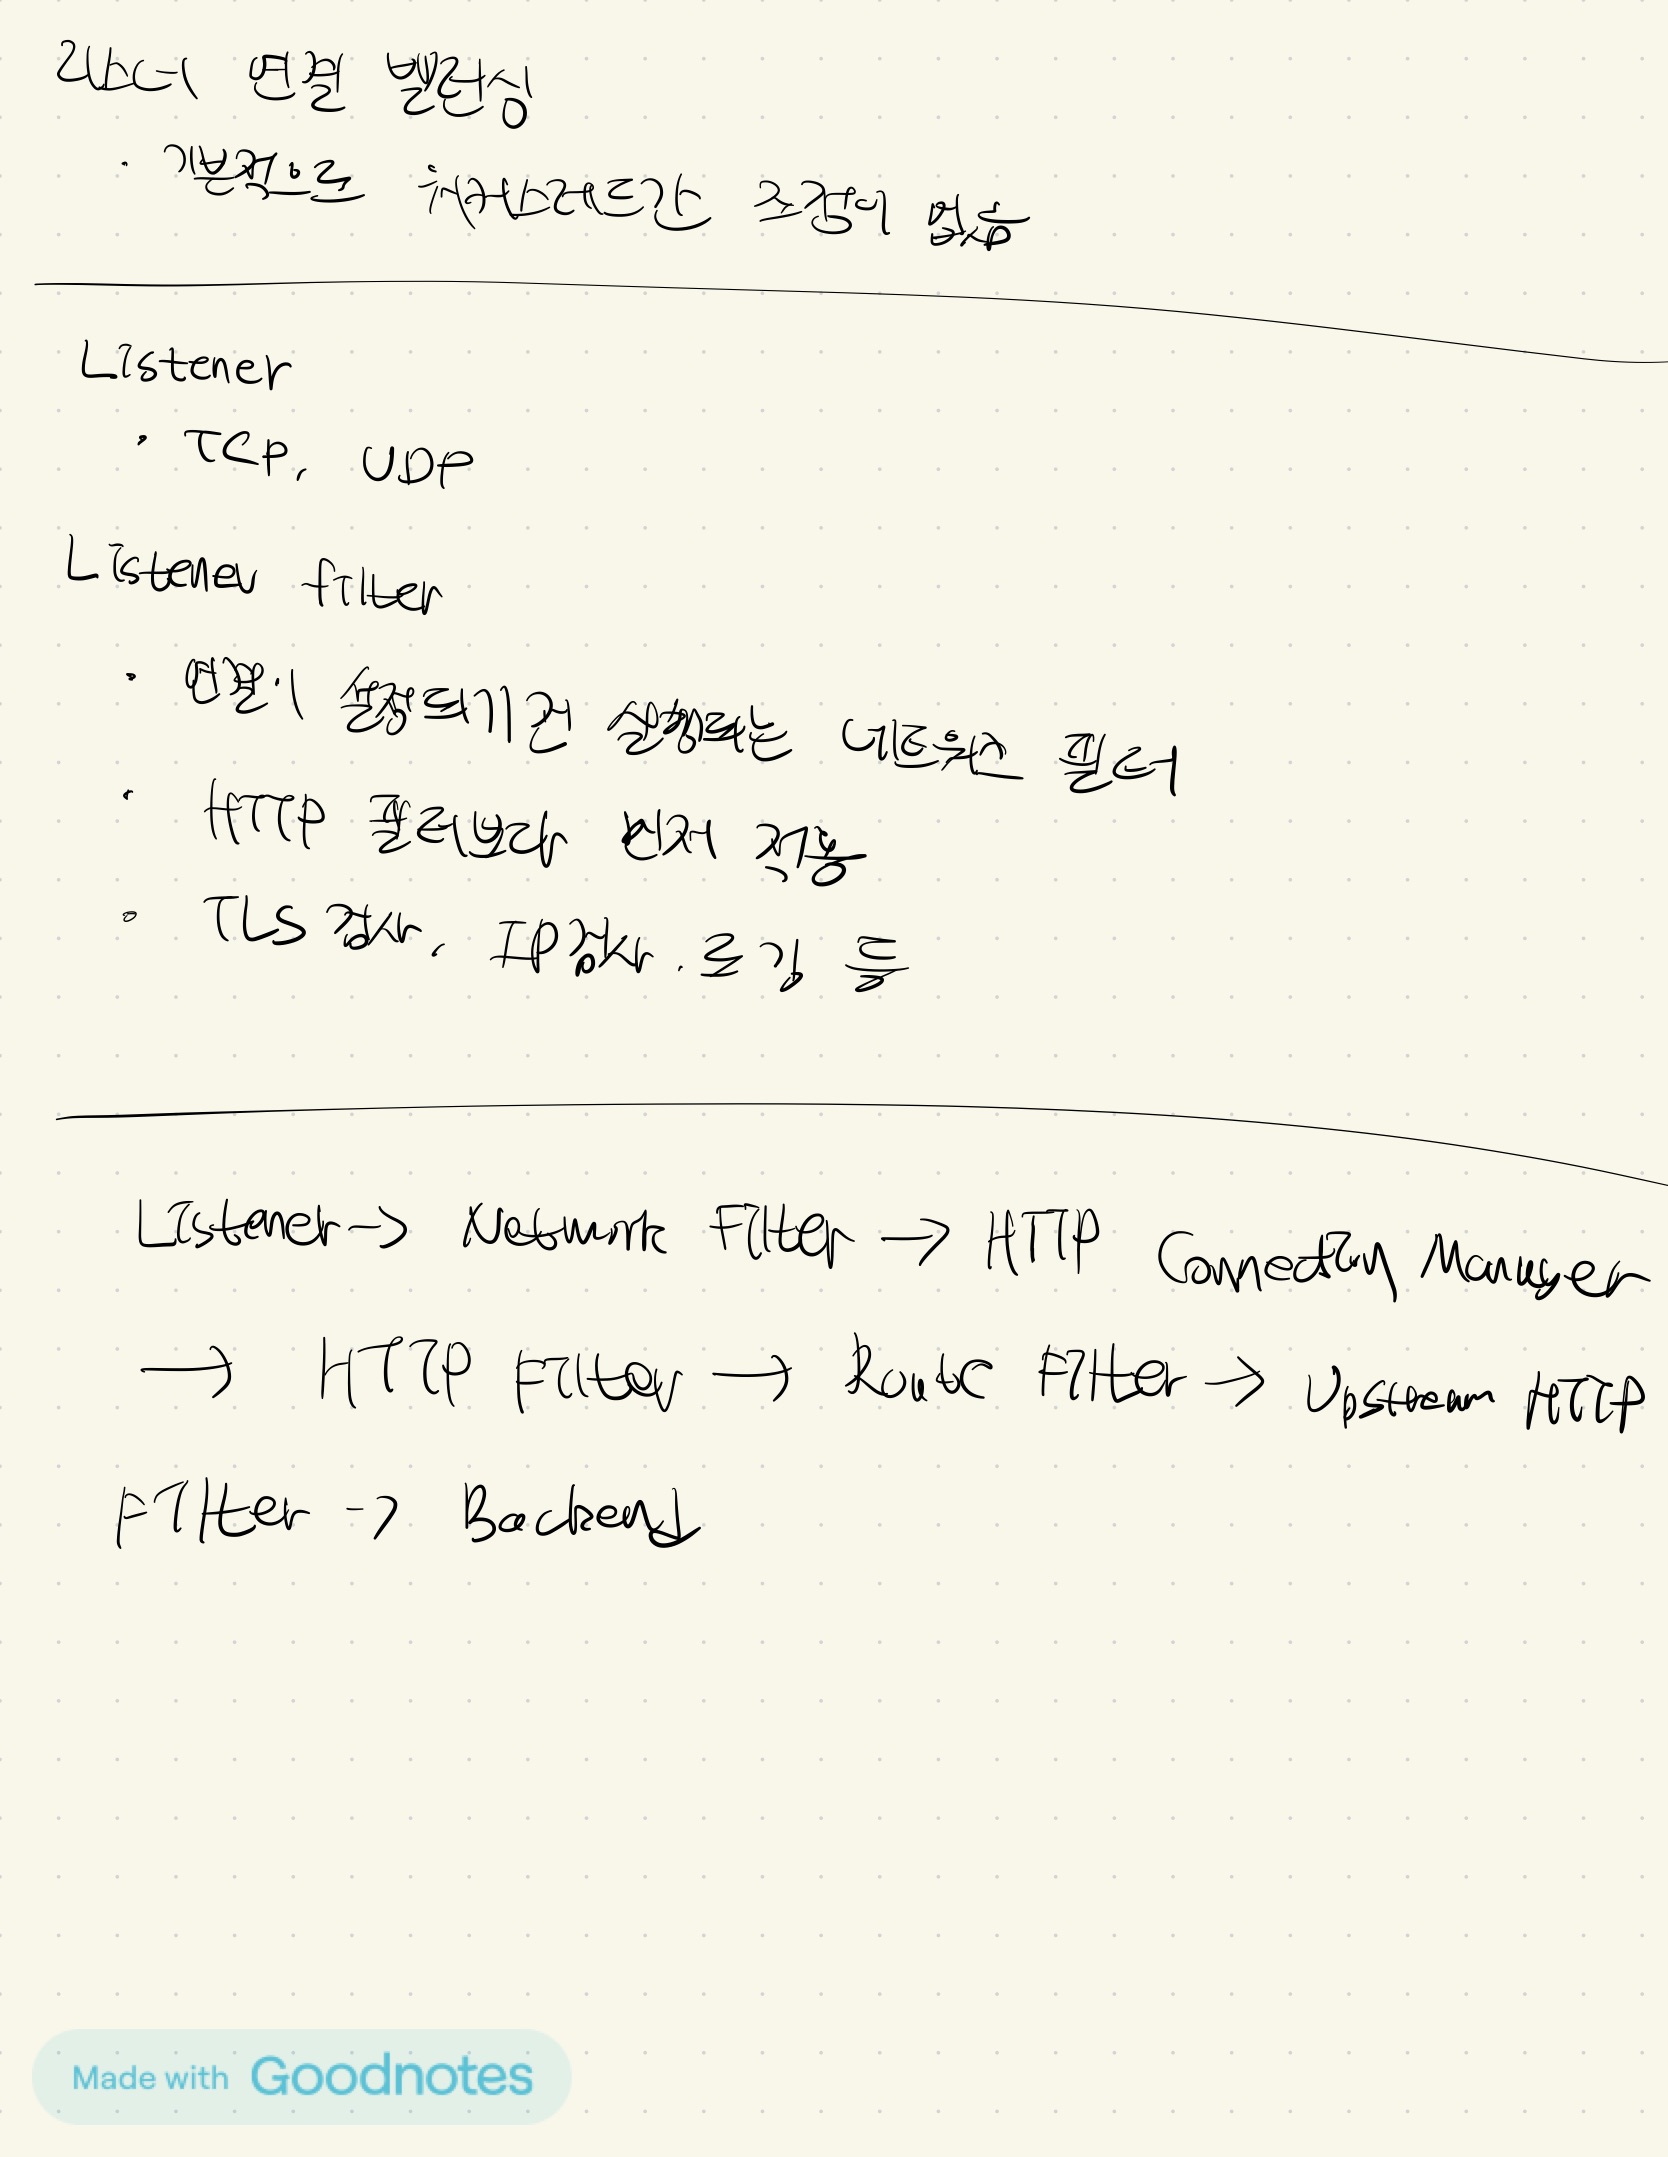 리스너 연결 밸런싱
· 기본적으로 워커스레드간 조정이 없음
Listener
· TCP, UDP
Listener filter
· 연결이 설정되기전 실행되는 네트워크 필터
· HTTP 필터보다 먼저 적용
· TLS 검사, IP검사, 로깅 등
Listener -> Network Filter -> HTTP Connection Manager
-> HTTP Filter -> Route Filter -> Upstream HTTP
Filter -> Backend
Made with Goodnotes